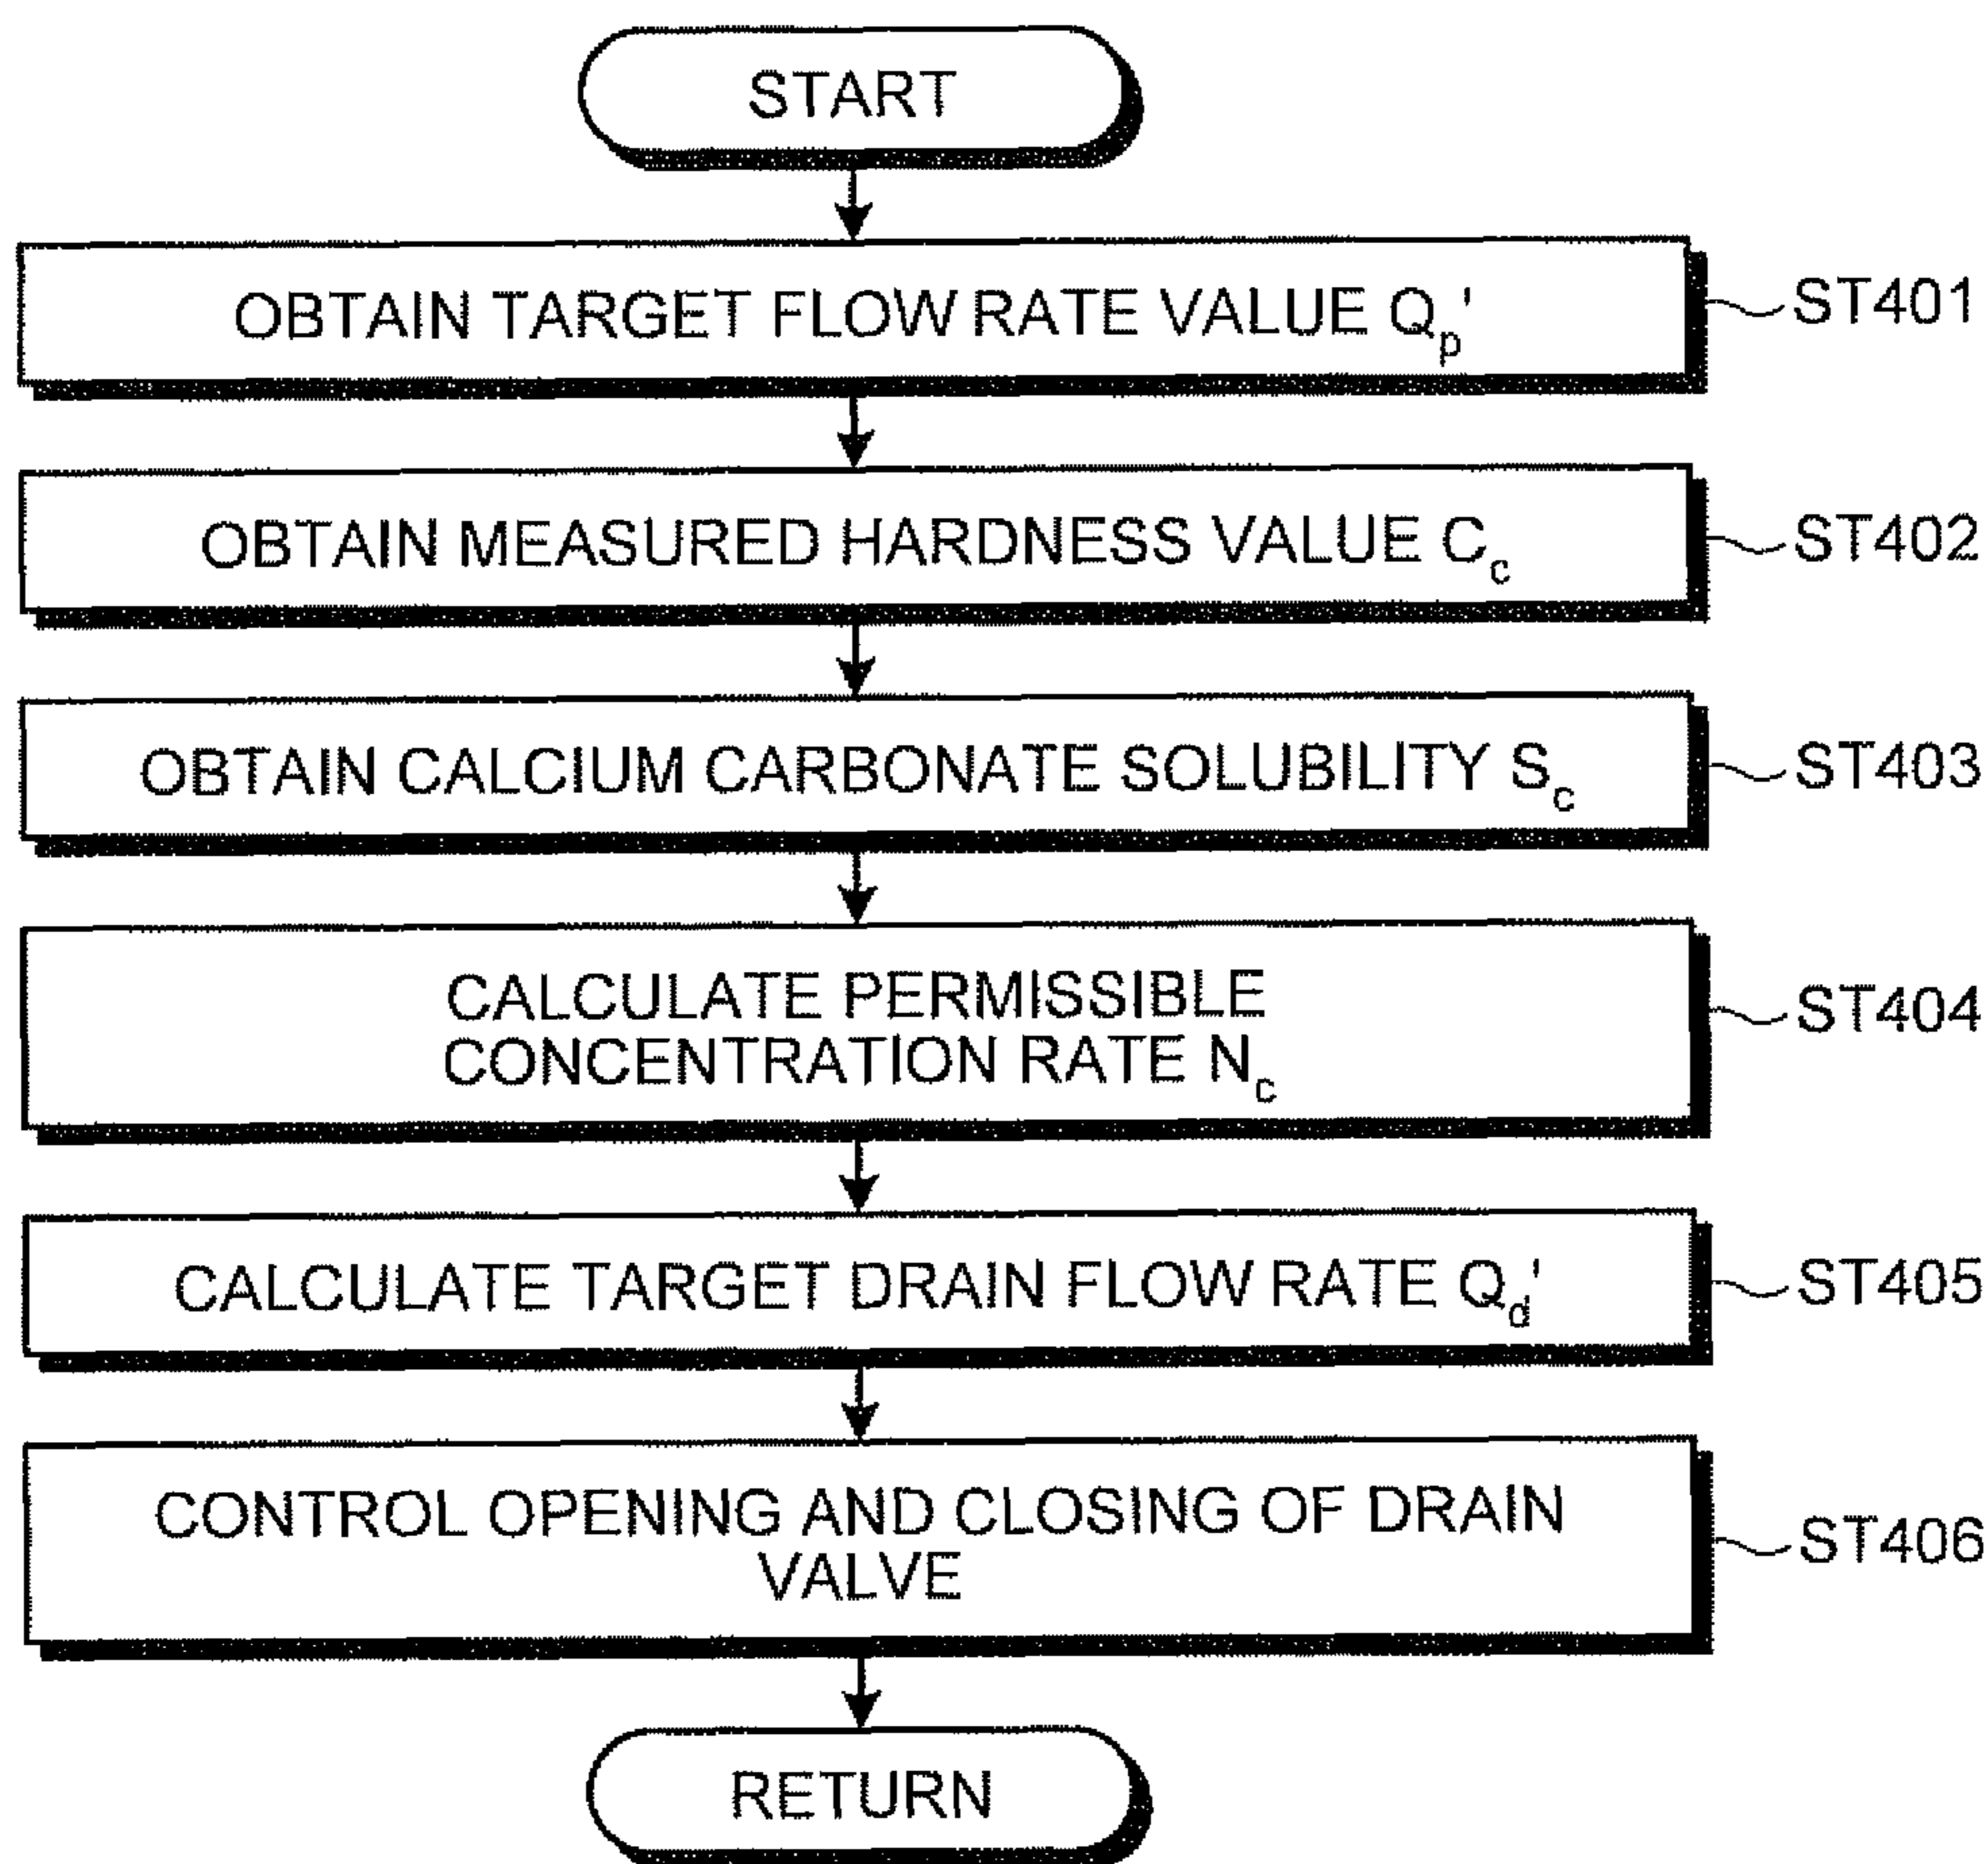 START
OBTAIN TARGET FLOW RATE VALUE Qp'
ST401
OBTAIN MEASURED HARDNESS VALUE Cc
ST402
OBTAIN CALCIUM CARBONATE SOLUBILITY Sc
ST403
CALCULATE PERMISSIBLE
CONCENTRATION RATE Nc
ST404
CALCULATE TARGET DRAIN FLOW RATE Qd'
ST405
CONTROL OPENING AND CLOSING OF DRAIN
VALVE
ST406
RETURN